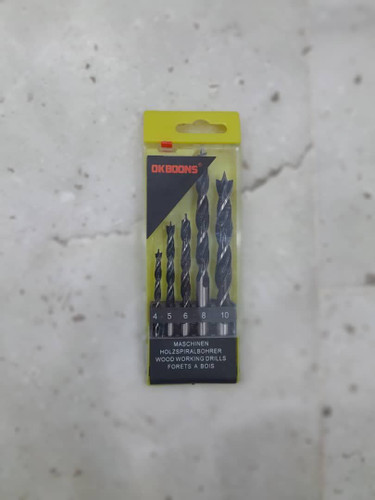 OKBOONS®
4 5 6 8 10
MASCHINEN
HOLZSPIRALBOHRER
WOOD WORKING DRILLS
FORETS A BOIS